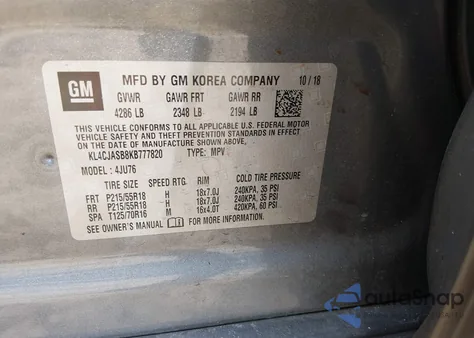 GM
MFD BY GM KOREA COMPANY 10 / 18
GVWR GAWR FRT GAWR RR
4286 LB 2348 LB 2194 LB
THIS VEHICLE CONFORMS TO ALL APPLICABLE U.S. FEDERAL MOTOR
VEHICLE SAFETY AND THEFT PREVENTION STANDARDS IN EFFECT ON
THE DATE OF MANUFACTURE SHOWN ABOVE.
KL4CJASB8KB777820 TYPE: MPV
MODEL : 4JU76
TIRE SIZE SPEED RTG RIM COLD TIRE PRESSURE
FRT P215/55R18 H 18x7.0J 240KPA, 35 PSI
RR P215/55R18 H 18x7.0J 240KPA, 35 PSI
SPA T125/70R16 M 16x4.0T 420KPA, 60 PSI
SEE OWNER'S MANUAL FOR MORE INFORMATION
autoSnap